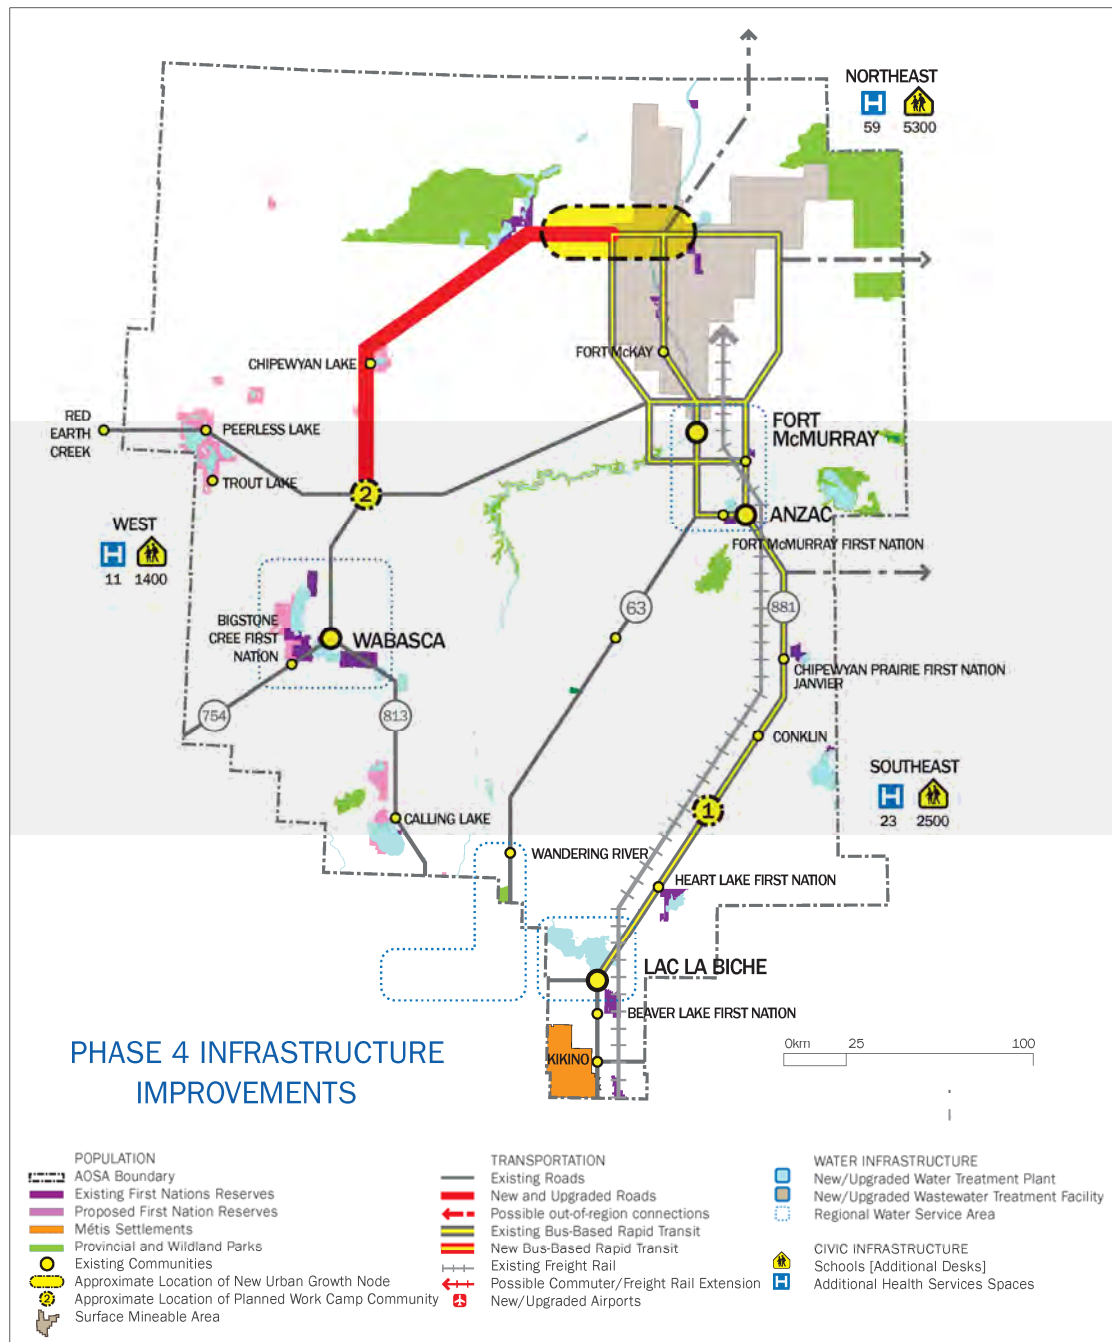 NORTHEAST
59 5300
CHIPEWYAN LAKE
FORT McKAY
RED
EARTH
CREEK
PEERLESS LAKE
FORT
McMURRAY
TROUT LAKE
2
WEST
11 1400
ANZAC
FORT McMURRAY FIRST NATION
63
881
BIGSTONE
CREE FIRST
NATION
WABASCA
CHIPEWYAN PRAIRIE FIRST NATION
JANVIER
754
813
CONKLIN
SOUTHEAST
23 2500
1
CALLING LAKE
WANDERING RIVER
HEART LAKE FIRST NATION
LAC LA BICHE
BEAVER LAKE FIRST NATION
KIKINO
PHASE 4 INFRASTRUCTURE
IMPROVEMENTS
0km 25 100
POPULATION
AOSA Boundary
Existing First Nations Reserves
Proposed First Nation Reserves
Métis Settlements
Provincial and Wildland Parks
Existing Communities
Approximate Location of New Urban Growth Node
2 Approximate Location of Planned Work Camp Community
Surface Mineable Area
TRANSPORTATION
Existing Roads
New and Upgraded Roads
Possible out-of-region connections
Existing Bus-Based Rapid Transit
New Bus-Based Rapid Transit
Existing Freight Rail
Possible Commuter/Freight Rail Extension
New/Upgraded Airports
WATER INFRASTRUCTURE
New/Upgraded Water Treatment Plant
New/Upgraded Wastewater Treatment Facility
Regional Water Service Area
CIVIC INFRASTRUCTURE
Schools [Additional Desks]
H Additional Health Services Spaces